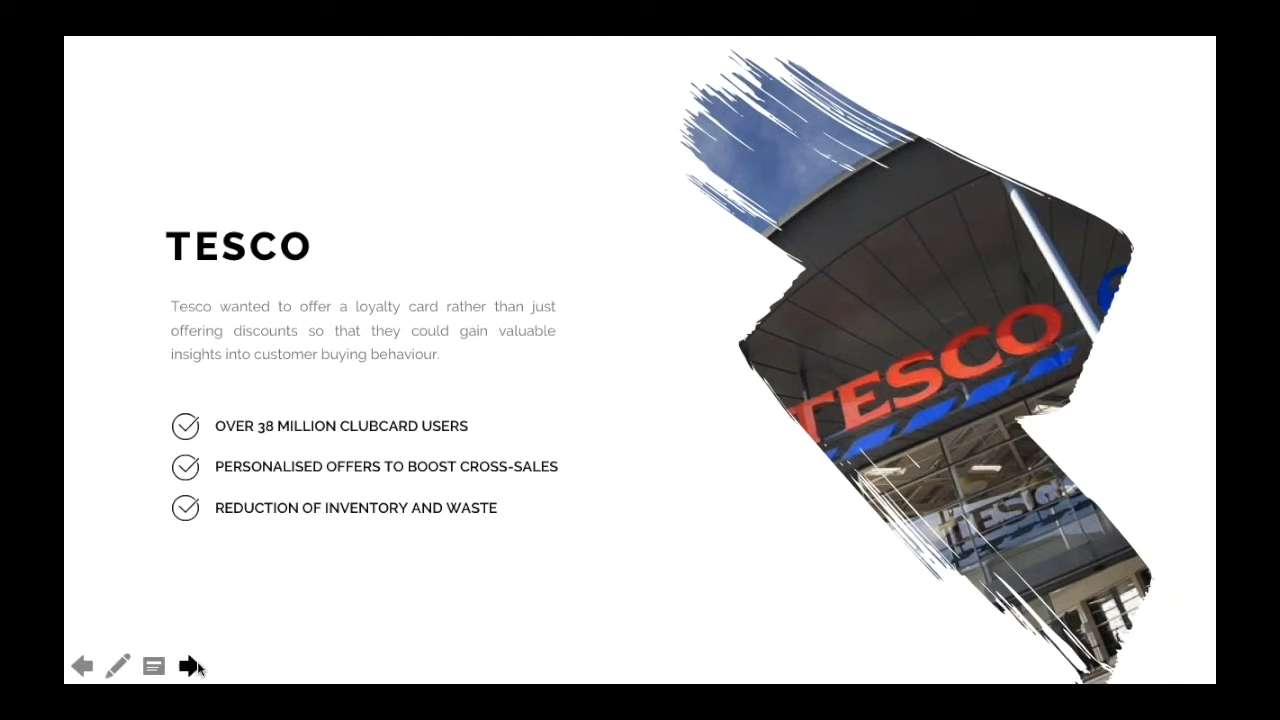 TESCO
Tesco wanted to offer a loyalty card rather than just
offering discounts so that they could gain valuable
insights into customer buying behaviour.
OVER 38 MILLION CLUBCARD USERS
PERSONALISED OFFERS TO BOOST CROSS-SALES
REDUCTION OF INVENTORY AND WASTE
TESCO
TESCO